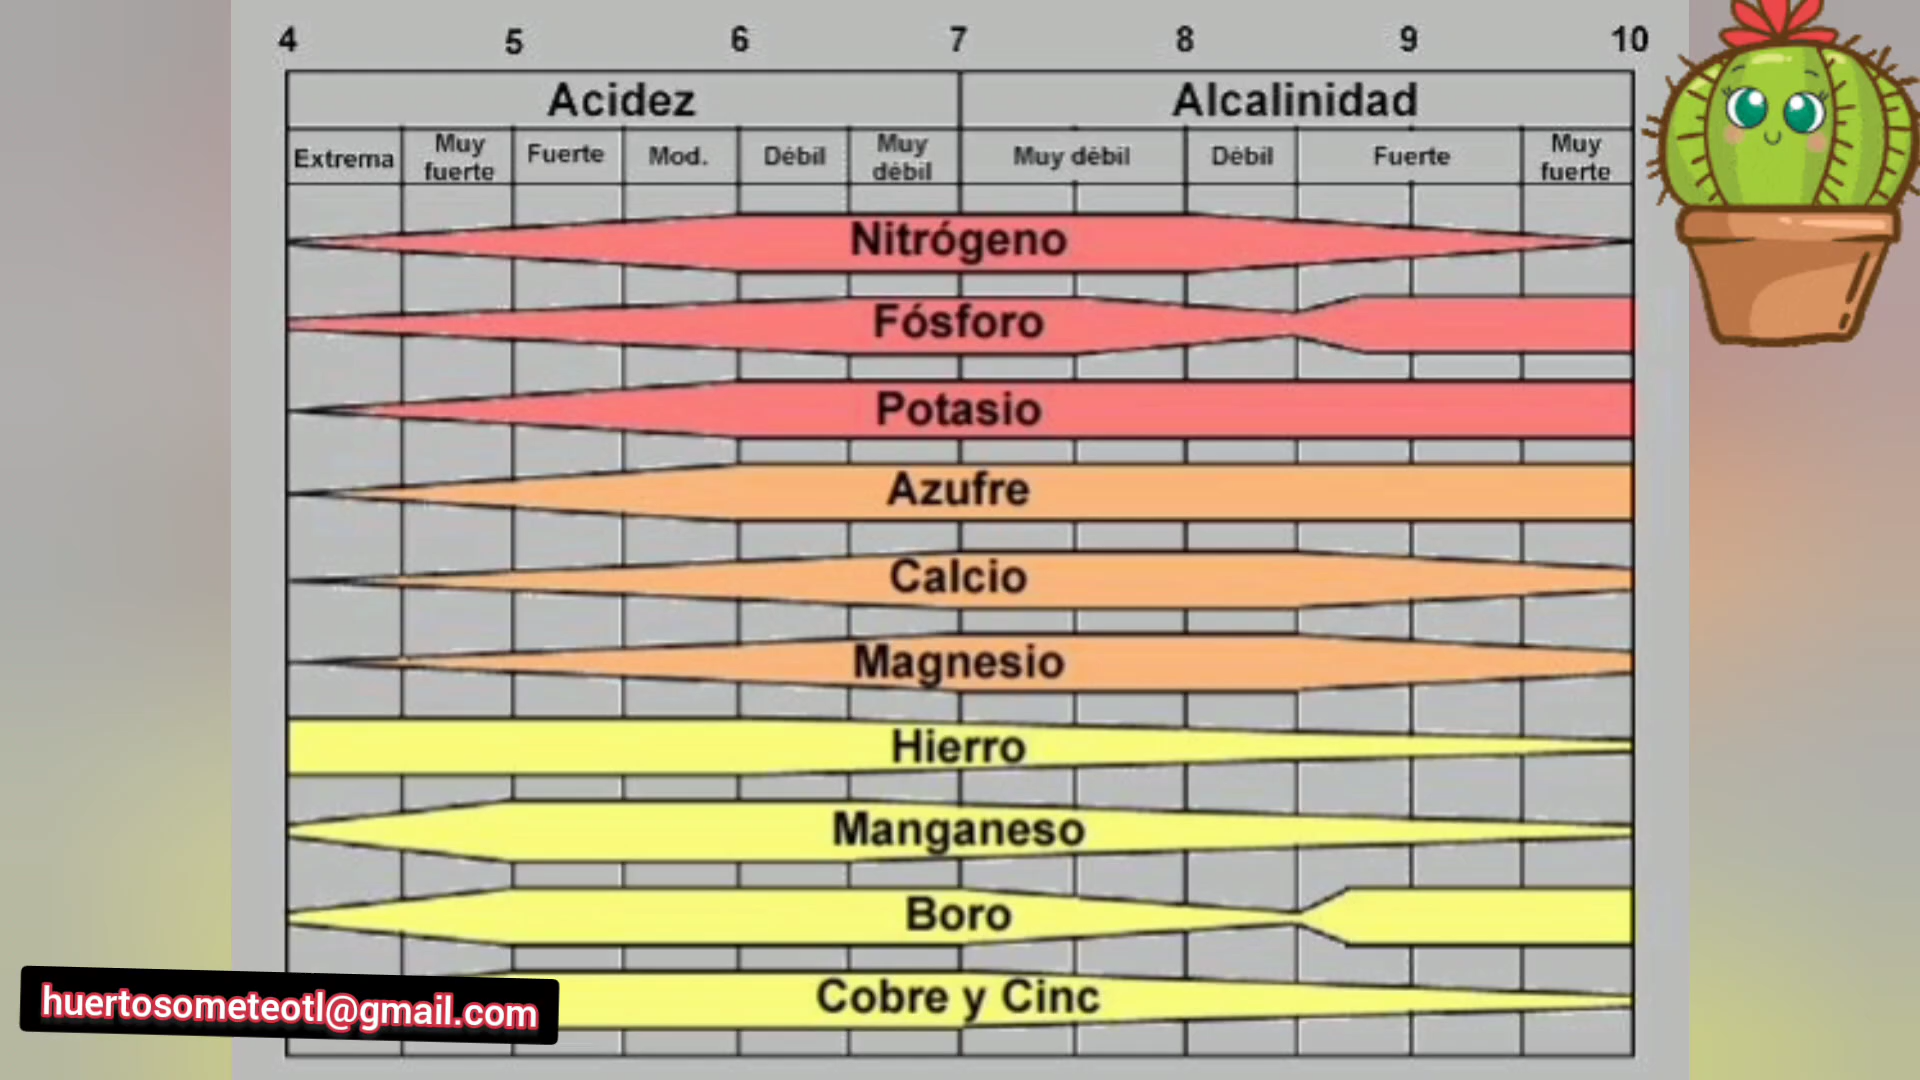 4 5 6 7 8 9 10
Acidez Alcalinidad
Extrema Muy fuerte Fuerte Mod. Débil Muy débil Muy débil Débil Fuerte Muy fuerte
Nitrógeno
Fósforo
Potasio
Azufre
Calcio
Magnesio
Hierro
Manganeso
Boro
Cobre y Cinc
huertosometeotl@gmail.com